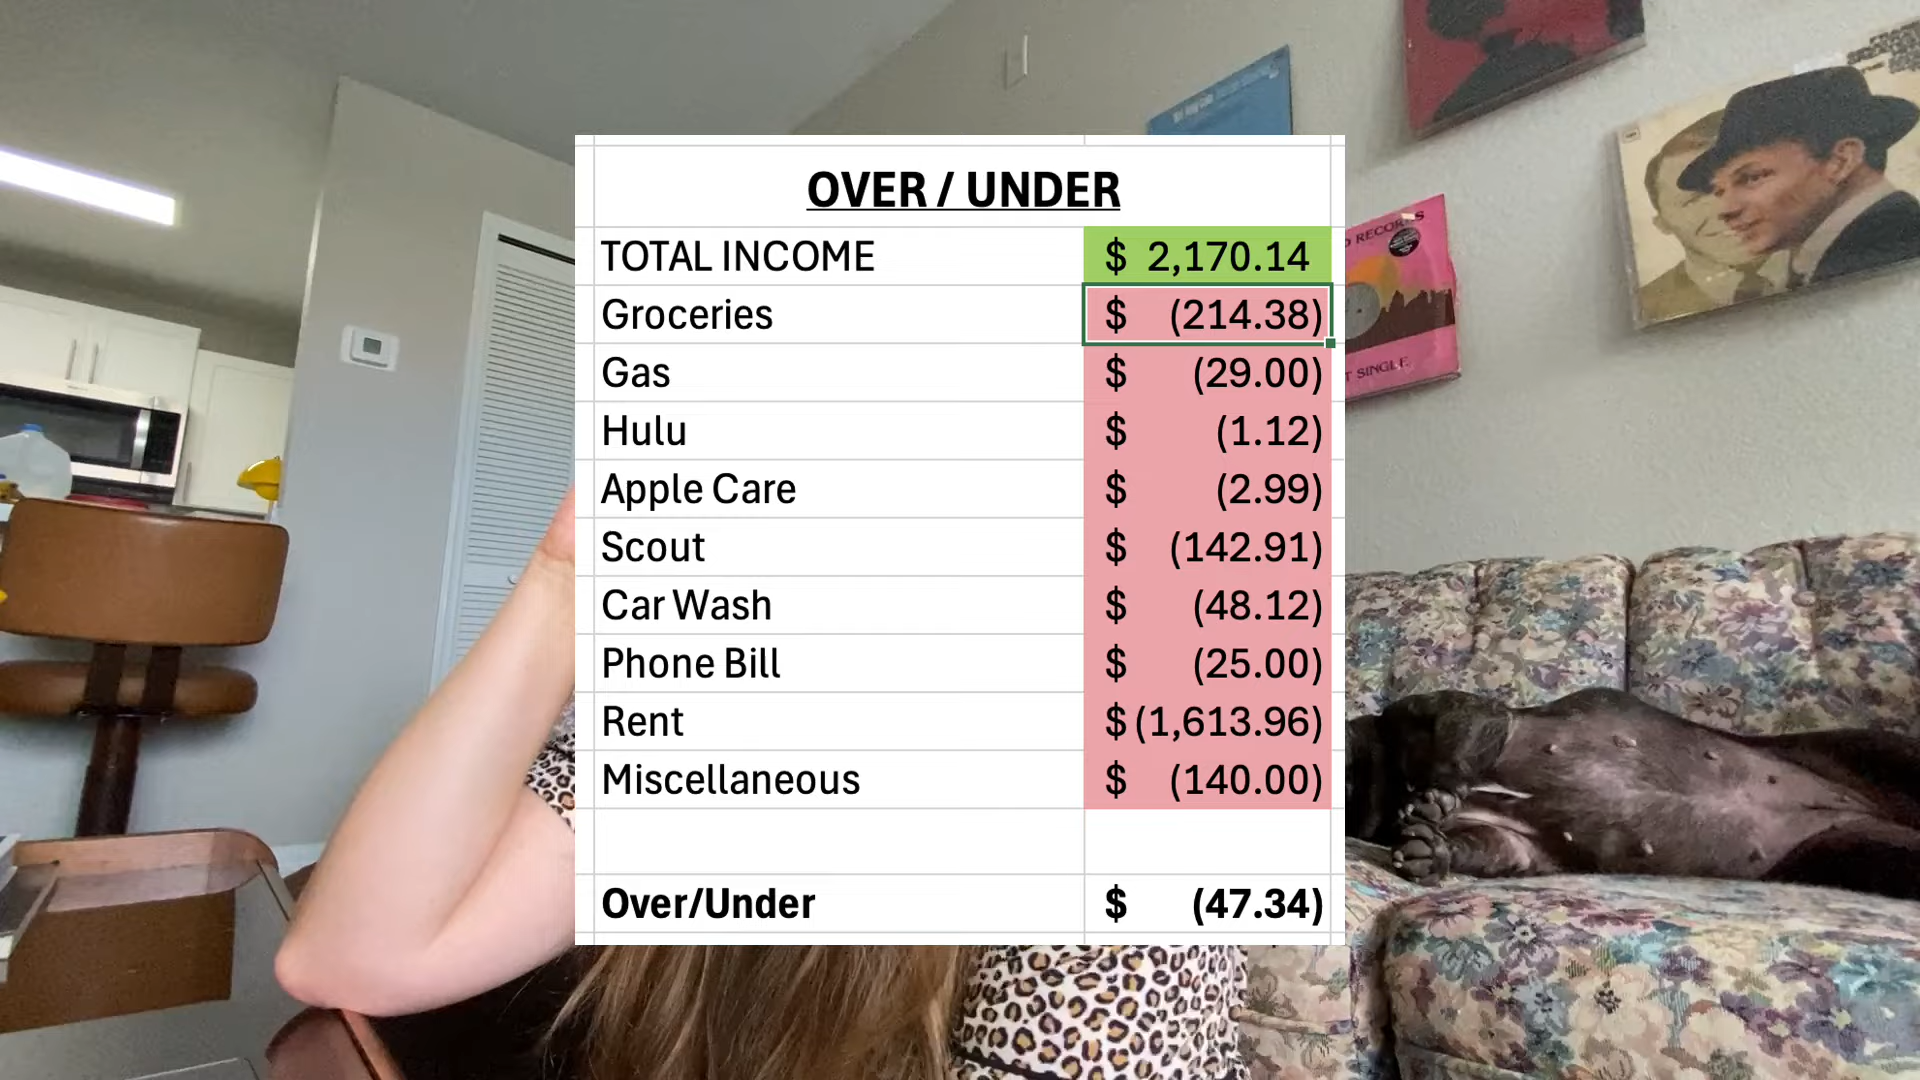 OVER / UNDER
TOTAL INCOME $ 2,170.14
Groceries $ (214.38)
Gas $ (29.00)
Hulu $ (1.12)
Apple Care $ (2.99)
Scout $ (142.91)
Car Wash $ (48.12)
Phone Bill $ (25.00)
Rent $ (1,613.96)
Miscellaneous $ (140.00)
Over/Under $ (47.34)
RECORDS
SINGLE